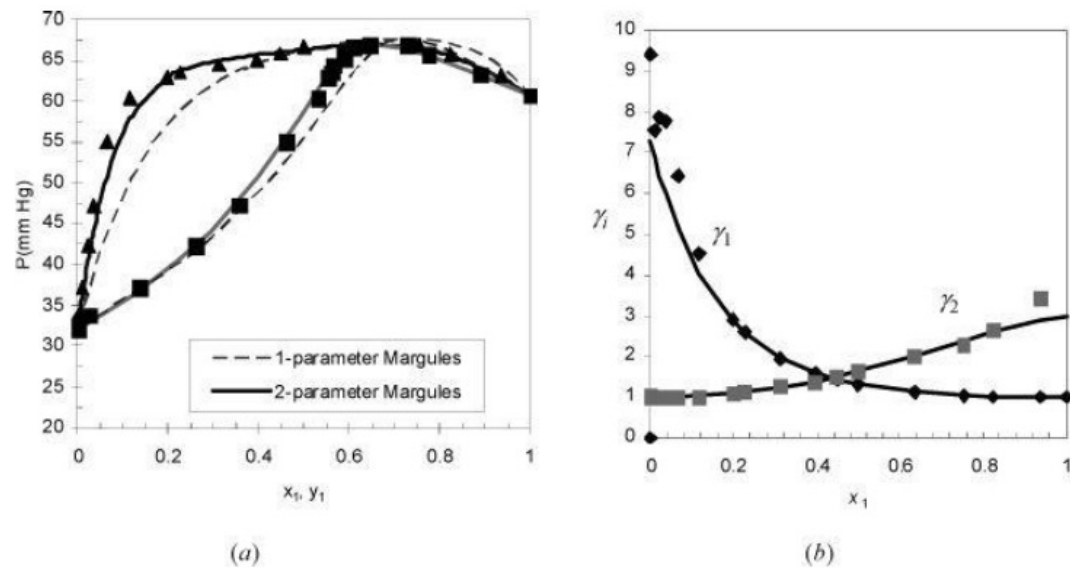 70
65
60
55
50
45
40
35
30
25
20
P(mm Hg)
1-parameter Margules
2-parameter Margules
0 0.2 0.4 0.6 0.8 1
x₁, y₁
(a)
10
9
8
7
6
5
4
3
2
1
0
γᵢ
γ₁
γ₂
0 0.2 0.4 0.6 0.8 1
x₁
(b)